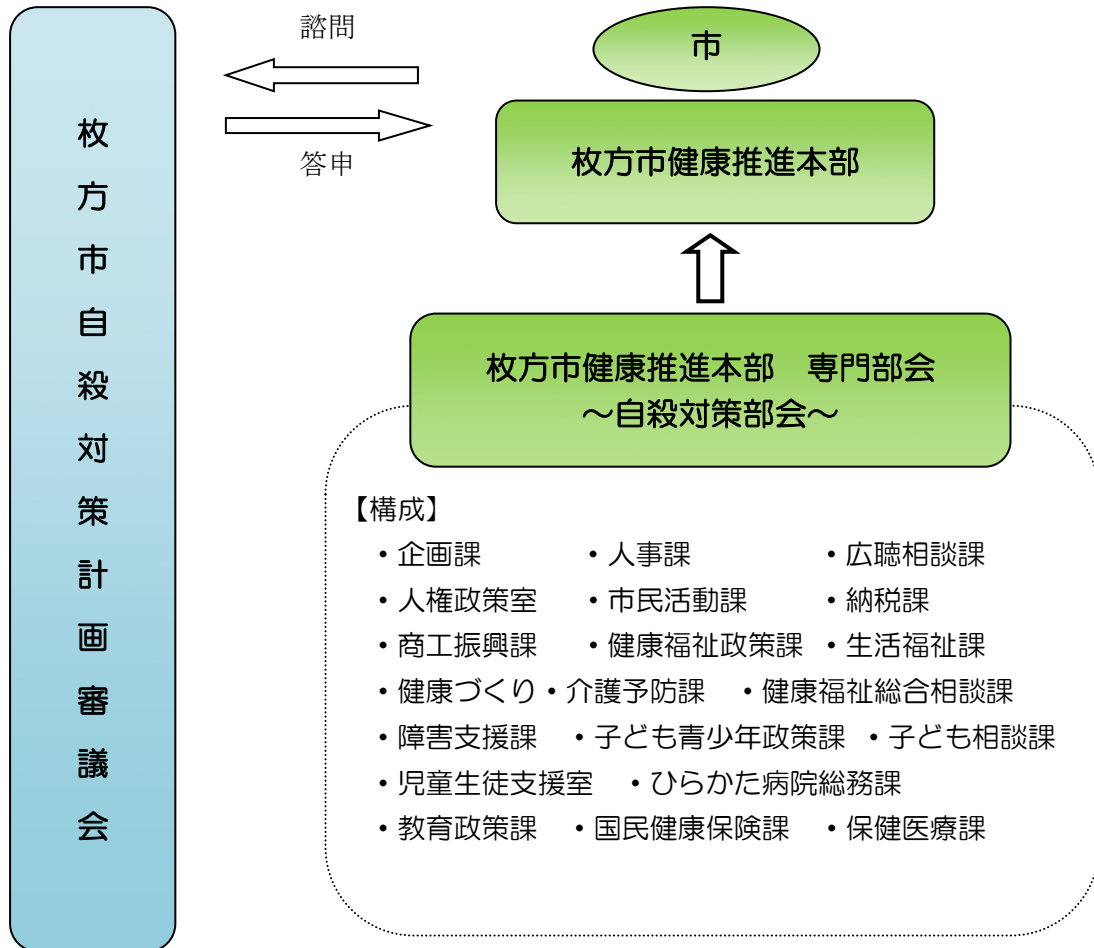 枚方市自殺対策計画審議会
諮問
答申
市
枚方市健康推進本部
枚方市健康推進本部　専門部会
～自殺対策部会～
【構成】
・企画課　・人事課　・広聴相談課
・人権政策室　・市民活動課　・納税課
・商工振興課　・健康福祉政策課　・生活福祉課
・健康づくり・介護予防課　・健康福祉総合相談課
・障害支援課　・子ども青少年政策課　・子ども相談課
・児童生徒支援室　・ひらかた病院総務課
・教育政策課　・国民健康保険課　・保健医療課